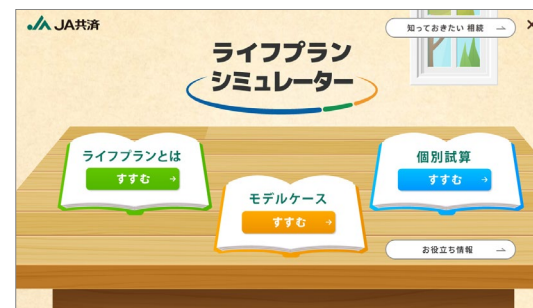 JA共済
知っておきたい 相続
ライフプラン
シミュレーター
ライフプランとは
すすむ
個別試算
すすむ
モデルケース
すすむ
お役立ち情報